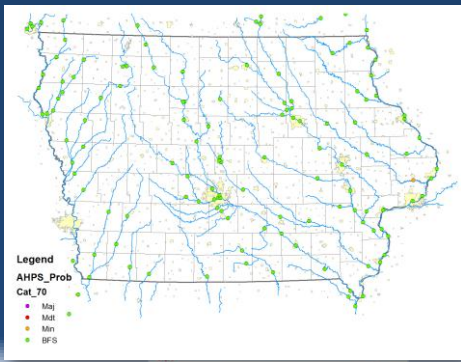 Legend
AHPS_Prob
Cat_70
Maj
Mdt
Min
BFS